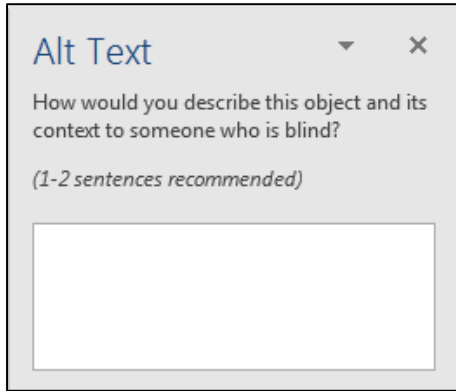 Alt Text
How would you describe this object and its
context to someone who is blind?
(1-2 sentences recommended)